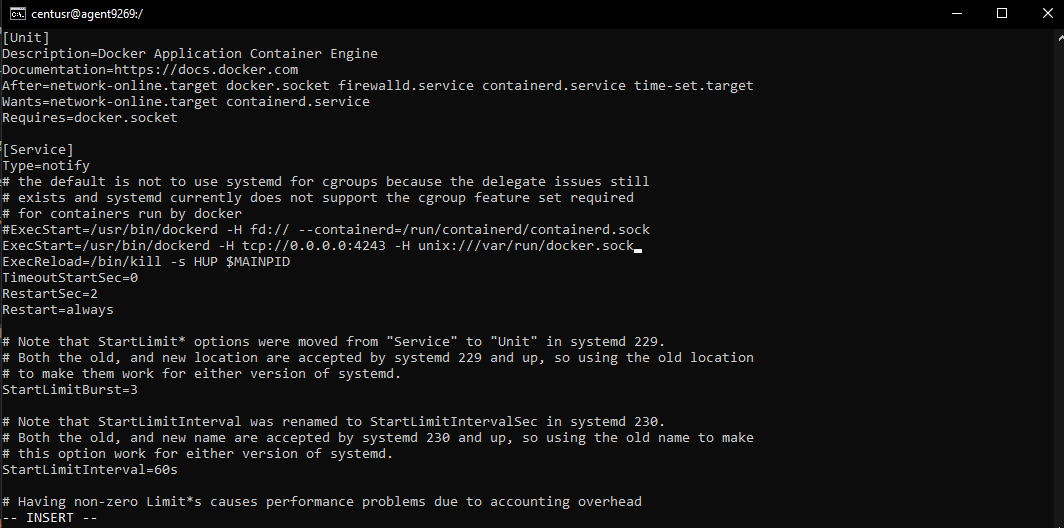 centusr@agent9269:/
[Unit]
Description=Docker Application Container Engine
Documentation=https://docs.docker.com
After=network-online.target docker.socket firewalld.service containerd.service time-set.target
Wants=network-online.target containerd.service
Requires=docker.socket
[Service]
Type=notify
# the default is not to use systemd for cgroups because the delegate issues still
# exists and systemd currently does not support the cgroup feature set required
# for containers run by docker
#ExecStart=/usr/bin/dockerd -H fd:// --containerd=/run/containerd/containerd.sock
ExecStart=/usr/bin/dockerd -H tcp://0.0.0.0:4243 -H unix:///var/run/docker.sock
ExecReload=/bin/kill -s HUP $MAINPID
TimeoutStartSec=0
RestartSec=2
Restart=always
# Note that StartLimit* options were moved from "Service" to "Unit" in systemd 229.
# Both the old, and new location are accepted by systemd 229 and up, so using the old location
# to make them work for either version of systemd.
StartLimitBurst=3
# Note that StartLimitInterval was renamed to StartLimitIntervalSec in systemd 230.
# Both the old, and new name are accepted by systemd 230 and up, so using the old name to make
# this option work for either version of systemd.
StartLimitInterval=60s
# Having non-zero Limit*s causes performance problems due to accounting overhead
-- INSERT --